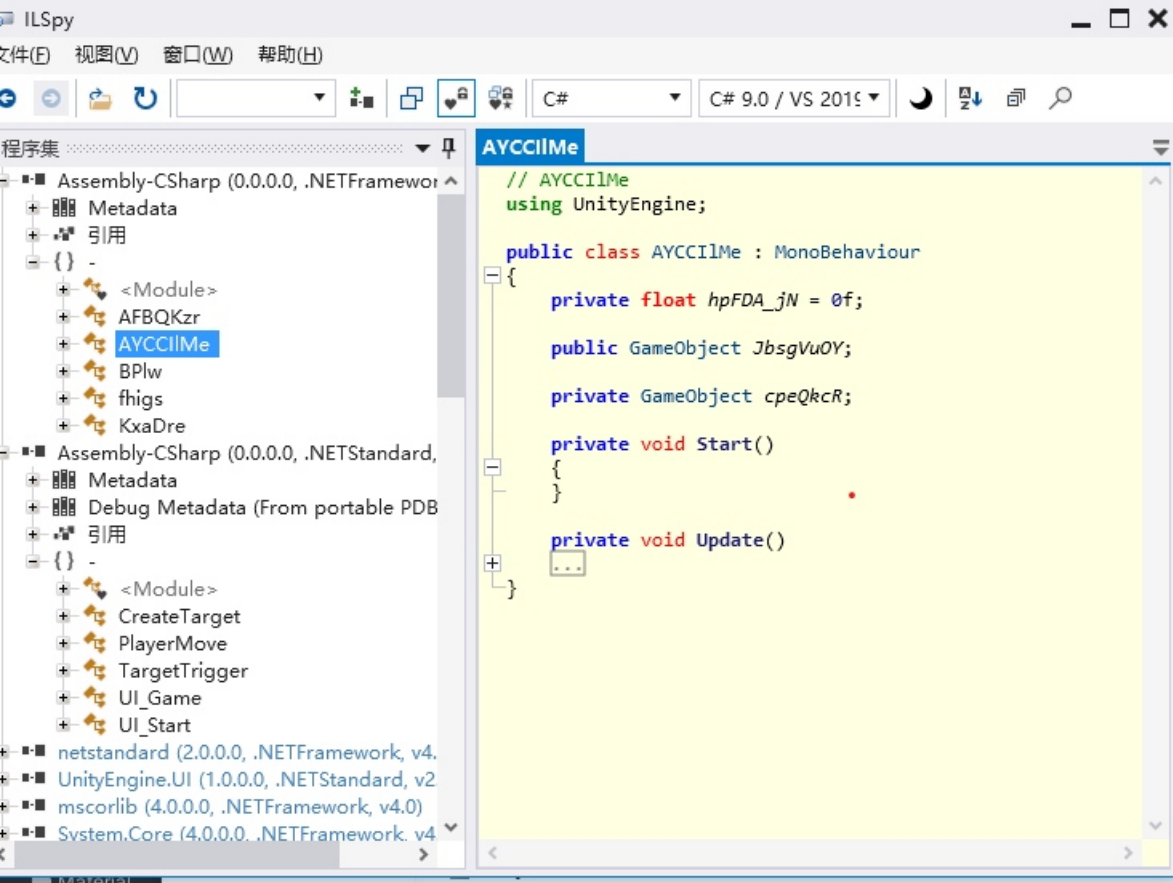 ILSpy
文件(F) 视图(V) 窗口(W) 帮助(H)
C# C# 9.0 / VS 2019
程序集
Assembly-CSharp (0.0.0.0, .NETFramewor
Metadata
引用
{ } -
<Module>
AFBQKzr
AYCCIlMe
BPlw
fhigs
KxaDre
Assembly-CSharp (0.0.0.0, .NETStandard,
Metadata
Debug Metadata (From portable PDB
引用
{ } -
<Module>
CreateTarget
PlayerMove
TargetTrigger
UI_Game
UI_Start
netstandard (2.0.0.0, .NETFramework, v4.
UnityEngine.UI (1.0.0.0, .NETStandard, v2
mscorlib (4.0.0.0, .NETFramework, v4.0)
System.Core (4.0.0.0, .NETFramework, v4
AYCCIlMe
// AYCCIlMe
using UnityEngine;
public class AYCCIlMe : MonoBehaviour
{
private float hpFDA_jN = 0f;
public GameObject JbsgVuOY;
private GameObject cpeQkcR;
private void Start()
{
}
private void Update()
...
}
Material